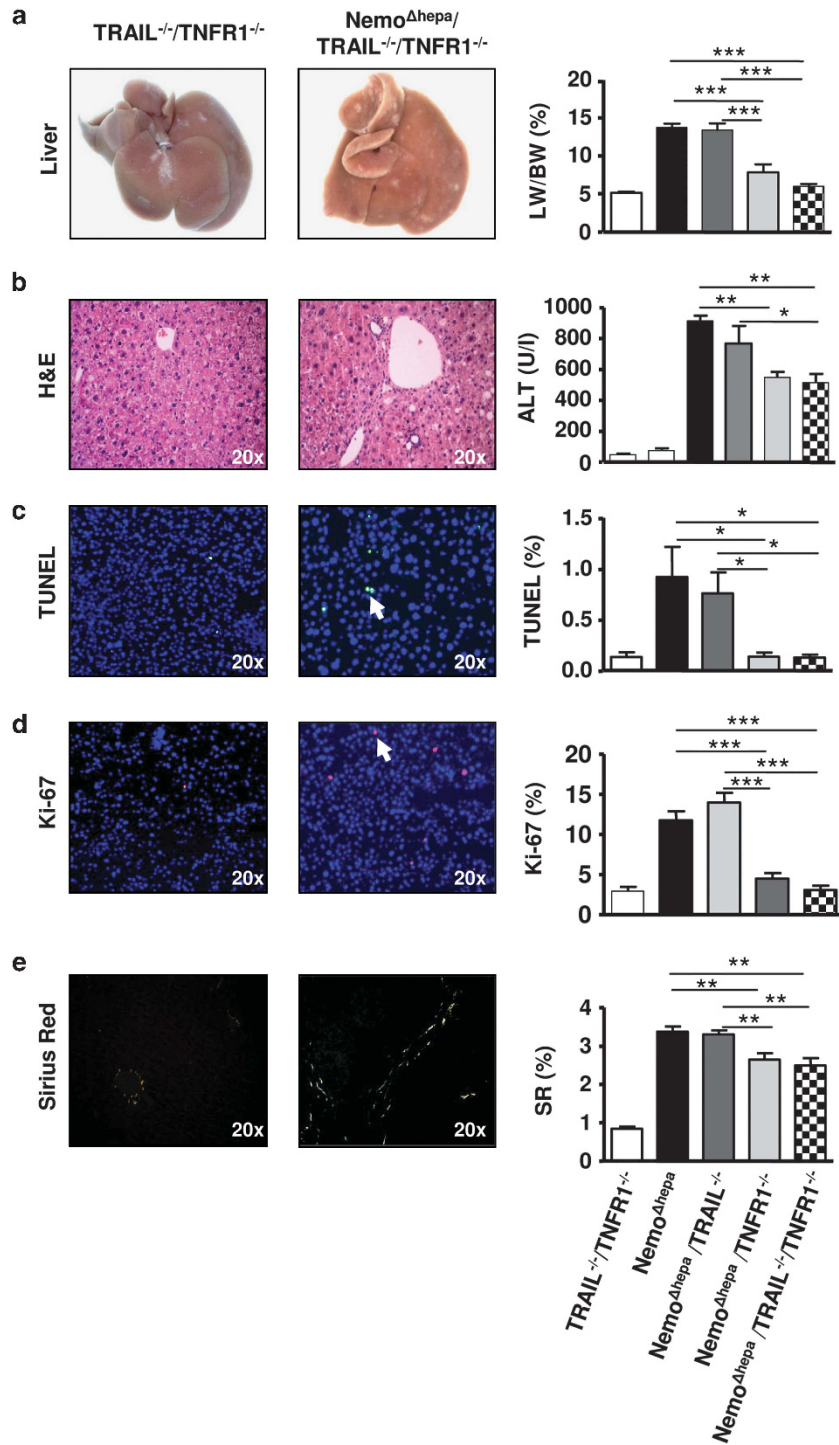 a
TRAIL-/-/TNFR1-/-
NemoΔhepa/
TRAIL-/-/TNFR1-/-
Liver
LW/BW (%)
20
15
10
5
0
***
***
***
***
b
H&E
20x
20x
ALT (U/l)
1000
800
600
400
200
0
**
**
*
c
TUNEL
20x
20x
TUNEL (%)
1.5
1.0
0.5
0.0
*
*
*
*
d
Ki-67
20x
20x
Ki-67 (%)
20
15
10
5
0
***
***
***
***
e
Sirius Red
20x
20x
SR (%)
4
3
2
1
0
**
**
**
**
TRAIL-/-/TNFR1-/-
NemoΔhepa
NemoΔhepa /TRAIL-/-
NemoΔhepa /TNFR1-/-
NemoΔhepa /TRAIL-/-/TNFR1-/-